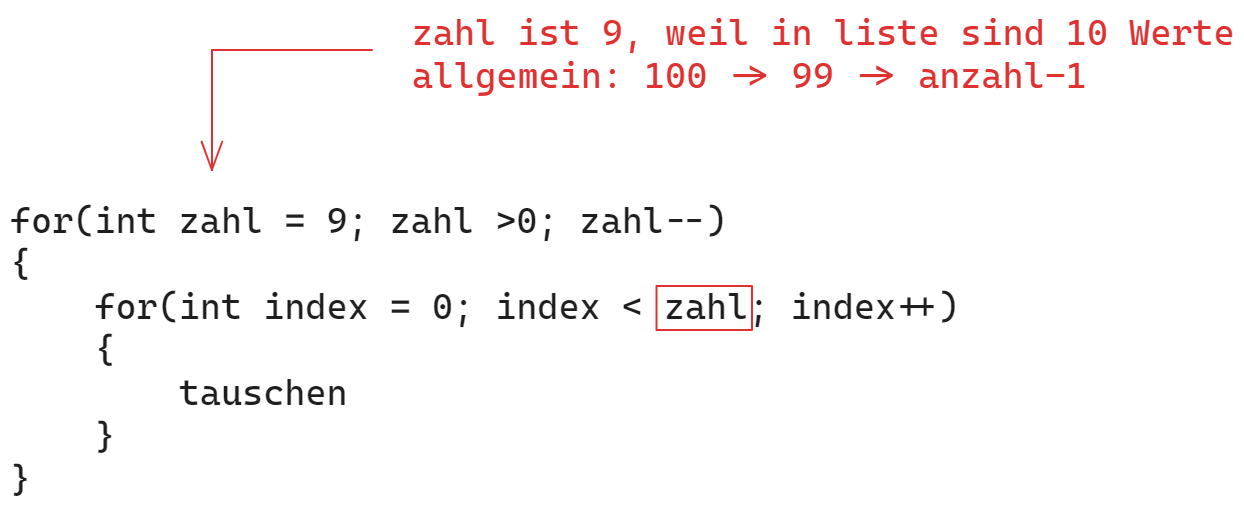 zahl ist 9, weil in liste sind 10 Werte
allgemein: 100 -> 99 -> anzahl-1
for(int zahl = 9; zahl >0; zahl--)
{
    for(int index = 0; index < zahl; index++)
    {
        tauschen
    }
}